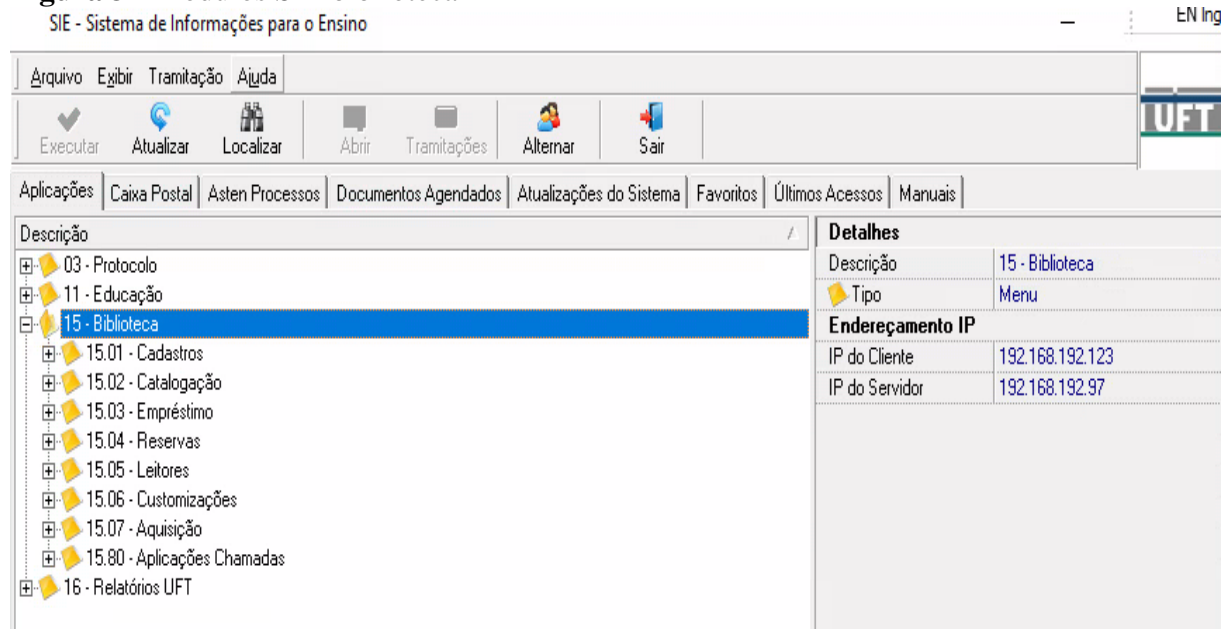 SIE - Sistema de Informações para o Ensino
EN Ing
Arquivo Exibir Tramitação Ajuda
Executar Atualizar Localizar Abrir Tramitações Alternar Sair
UFT
Aplicações Caixa Postal Asten Processos Documentos Agendados Atualizações do Sistema Favoritos Últimos Acessos Manuais
Descrição
03 - Protocolo
11 - Educação
15 - Biblioteca
15.01 - Cadastros
15.02 - Catalogação
15.03 - Empréstimo
15.04 - Reservas
15.05 - Leitores
15.06 - Customizações
15.07 - Aquisição
15.80 - Aplicações Chamadas
16 - Relatórios UFT
Detalhes
Descrição 15 - Biblioteca
Tipo Menu
Endereçamento IP
IP do Cliente 192.168.192.123
IP do Servidor 192.168.192.97